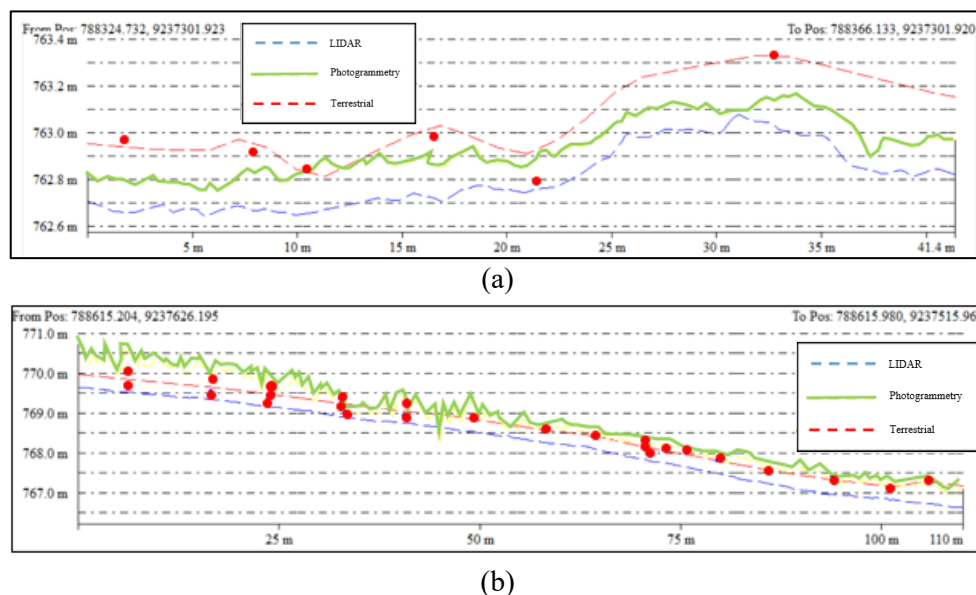 From Pos: 788324.732, 9237301.923
To Pos: 788366.133, 9237301.920
763.4 m
763.2 m
763.0 m
762.8 m
762.6 m
LIDAR
Photogrammetry
Terrestrial
5 m
10 m
15 m
20 m
25 m
30 m
35 m
41.4 m
(a)
From Pos: 788615.204, 9237626.195
To Pos: 788615.980, 9237515.96
771.0 m
770.0 m
769.0 m
768.0 m
767.0 m
LIDAR
Photogrammetry
Terrestrial
25 m
50 m
75 m
100 m
110 m
(b)